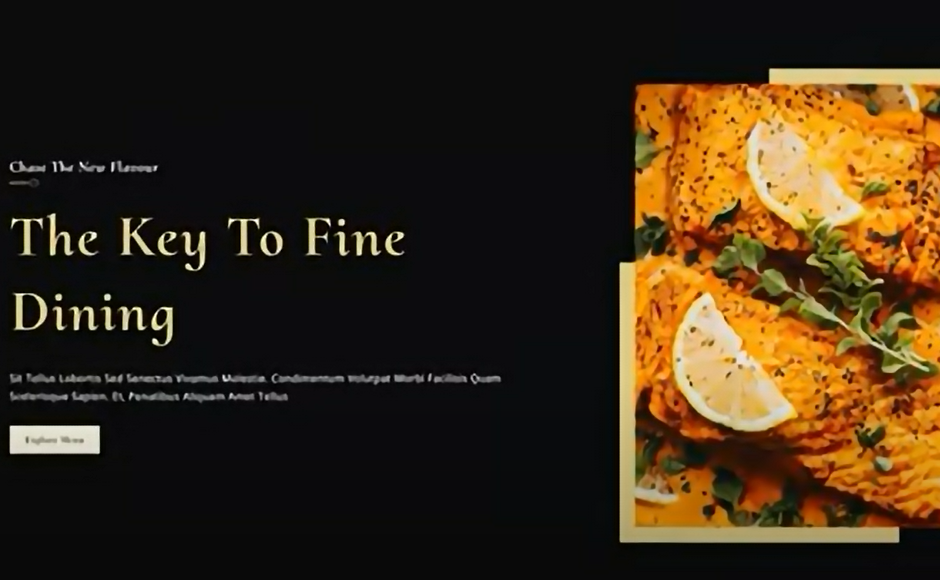 Chase The New Flavour
The Key To Fine
Dining
Sit Tellus Lobortis Sed Senectus Vivamus Molestie. Condimentum Volutpat Morbi Facilisis Quam
Scelerisque Sapien. Et, Penatibus Aliquam Amet Tellus
Explore Menu